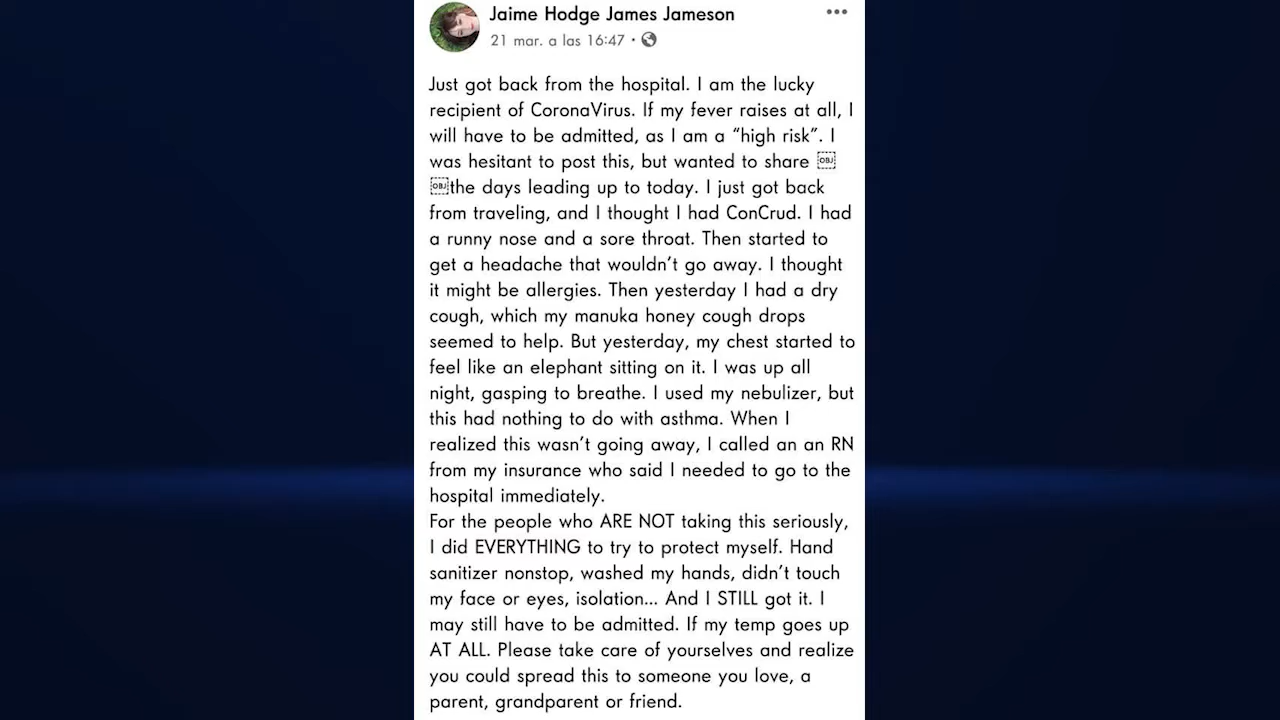 Jaime Hodge James Jameson
21 mar. a las 16:47 •
Just got back from the hospital. I am the lucky
recipient of CoronaVirus. If my fever raises at all, I
will have to be admitted, as I am a “high risk”. I
was hesitant to post this, but wanted to share OBJ
OBJthe days leading up to today. I just got back
from traveling, and I thought I had ConCrud. I had
a runny nose and a sore throat. Then started to
get a headache that wouldn’t go away. I thought
it might be allergies. Then yesterday I had a dry
cough, which my manuka honey cough drops
seemed to help. But yesterday, my chest started to
feel like an elephant sitting on it. I was up all
night, gasping to breathe. I used my nebulizer, but
this had nothing to do with asthma. When I
realized this wasn’t going away, I called an an RN
from my insurance who said I needed to go to the
hospital immediately.
For the people who ARE NOT taking this seriously,
I did EVERYTHING to try to protect myself. Hand
sanitizer nonstop, washed my hands, didn’t touch
my face or eyes, isolation... And I STILL got it. I
may still have to be admitted. If my temp goes up
AT ALL. Please take care of yourselves and realize
you could spread this to someone you love, a
parent, grandparent or friend.